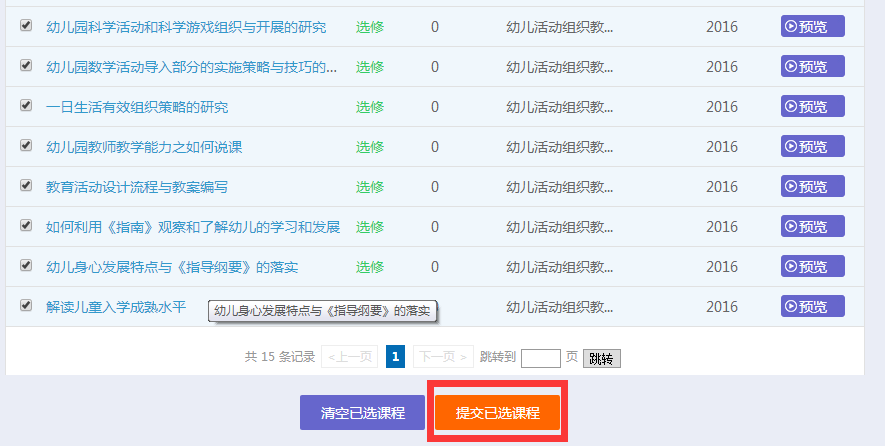 幼儿园科学活动和科学游戏组织与开展的研究 选修 0 幼儿活动组织教... 2016 预览
幼儿园数学活动导入部分的实施策略与技巧的... 选修 0 幼儿活动组织教... 2016 预览
一日生活有效组织策略的研究 选修 0 幼儿活动组织教... 2016 预览
幼儿园教师教学能力之如何说课 选修 0 幼儿活动组织教... 2016 预览
教育活动设计流程与教案编写 选修 0 幼儿活动组织教... 2016 预览
如何利用《指南》观察和了解幼儿的学习和发展 选修 0 幼儿活动组织教... 2016 预览
幼儿身心发展特点与《指导纲要》的落实 选修 0 幼儿活动组织教... 2016 预览
解读儿童入学成熟水平 选修 幼儿活动组织教... 2016 预览
幼儿身心发展特点与《指导纲要》的落实
共 15 条记录 <上一页 1 下一页 > 跳转到 页 跳转
清空已选课程 提交已选课程